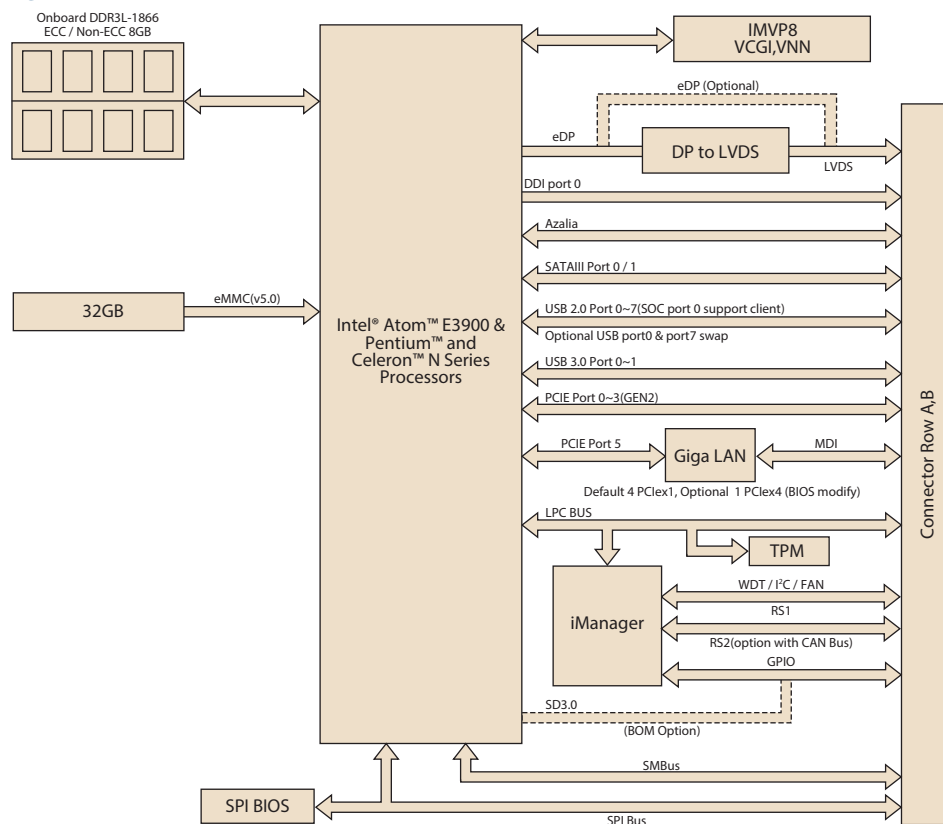 Onboard DDR3L-1866
ECC / Non-ECC 8GB
IMVP8
VCGI,VNN
eDP (Optional)
eDP
DP to LVDS
LVDS
DDI port 0
Azalia
SATAIII Port 0 / 1
32GB
eMMC(v5.0)
Intel® Atom™ E3900 &
Pentium™ and
Celeron™ N Series
Processors
USB 2.0 Port 0~7(SOC port 0 support client)
Optional USB port0 & port7 swap
USB 3.0 Port 0~1
PCIE Port 0~3(GEN2)
PCIE Port 5
Giga LAN
MDI
Default 4 PCIex1, Optional 1 PCIex4 (BIOS modify)
LPC BUS
TPM
iManager
WDT / I²C / FAN
RS1
RS2(option with CAN Bus)
GPIO
SD3.0
(BOM Option)
SMBus
SPI BIOS
SPI Bus
Connector Row A,B